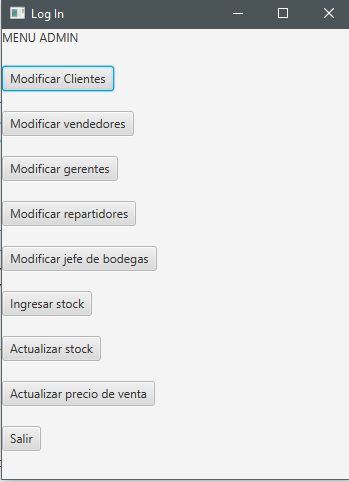 Log In
MENU ADMIN
Modificar Clientes
Modificar vendedores
Modificar gerentes
Modificar repartidores
Modificar jefe de bodegas
Ingresar stock
Actualizar stock
Actualizar precio de venta
Salir